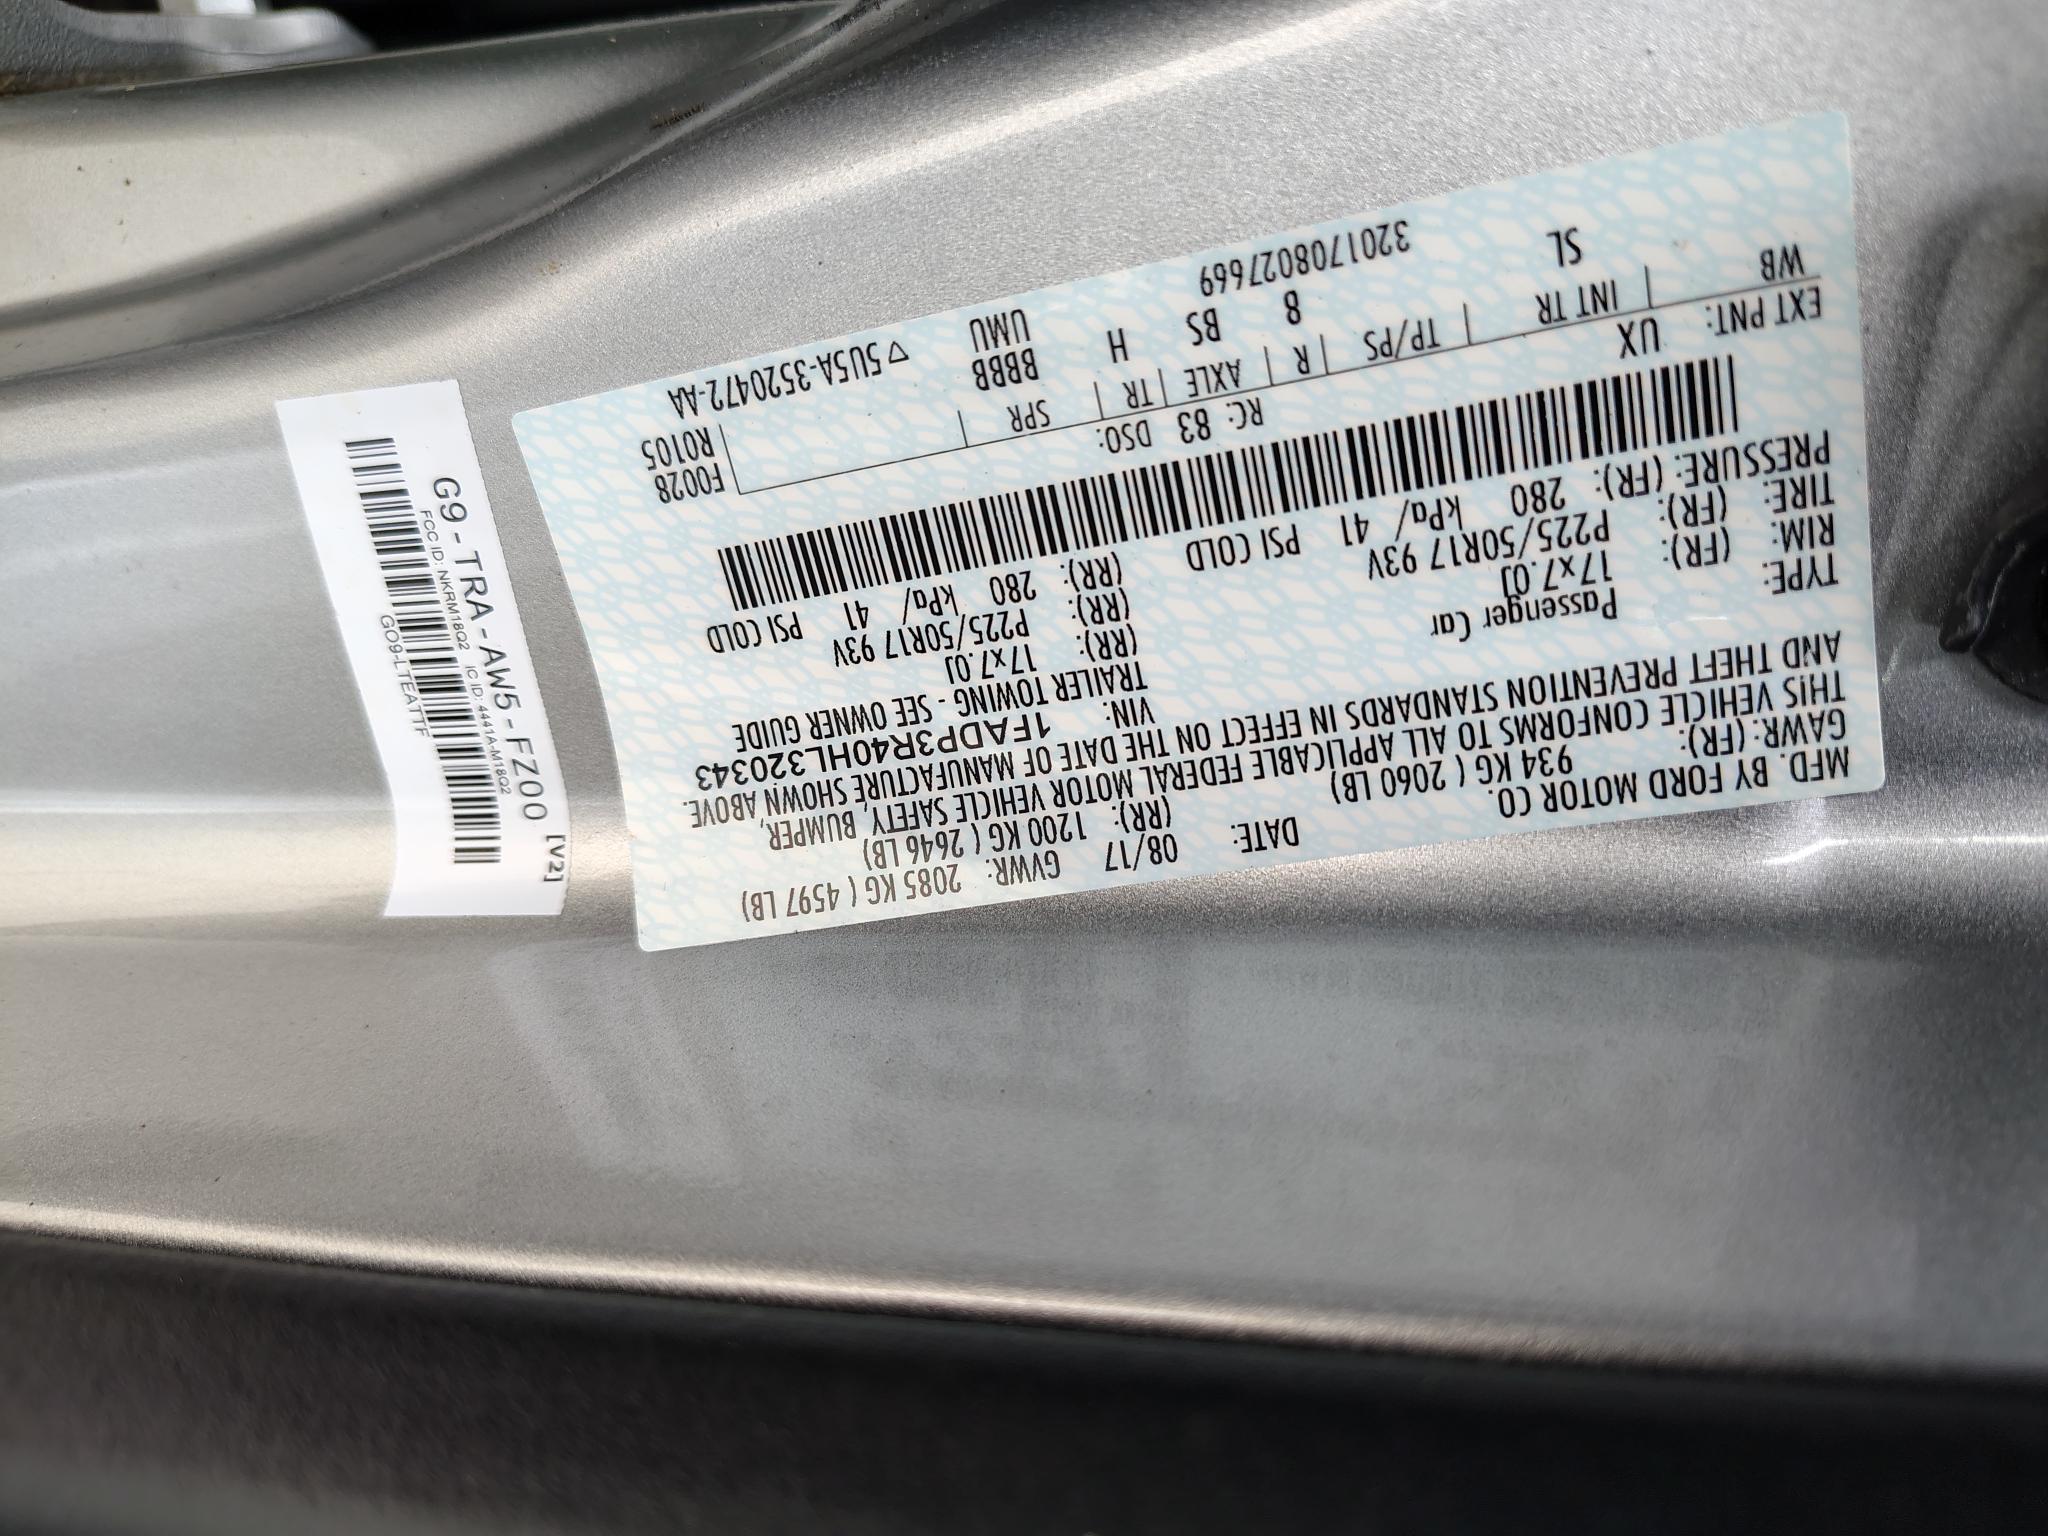 MFD. BY FORD MOTOR CO.
DATE: 08/17 GVWR: 2085 KG ( 4597 LB)
GAWR: (FR): 934 KG ( 2060 LB) (RR): 1200 KG ( 2646 LB)
THIS VEHICLE CONFORMS TO ALL APPLICABLE FEDERAL MOTOR VEHICLE SAFETY, BUMPER,
AND THEFT PREVENTION STANDARDS IN EFFECT ON THE DATE OF MANUFACTURE SHOWN ABOVE.
VIN: 1FADP3R40HL320343
TYPE: Passenger Car TRAILER TOWING - SEE OWNER GUIDE
RIM: (FR): 17x7.0J (RR): 17x7.0J
TIRE: (FR): P225/50R17 93V (RR): P225/50R17 93V
PRESSURE: (FR): 280 kPa/ 41 PSI COLD (RR): 280 kPa/ 41 PSI COLD
EXT PNT: UX RC: 83 DSO: F0028
WB | INT TR | TP/PS | R | AXLE | TR | SPR R0105
SL 8 BS H BBBB
UMU
3201708027669 ▽5U5A-3520472-AA
G9 - TRA - AW5 - FZ00 [V2]
FCC ID: NKRM18Q2 IC ID: 4441A-M18Q2
GO9-LTEATTF